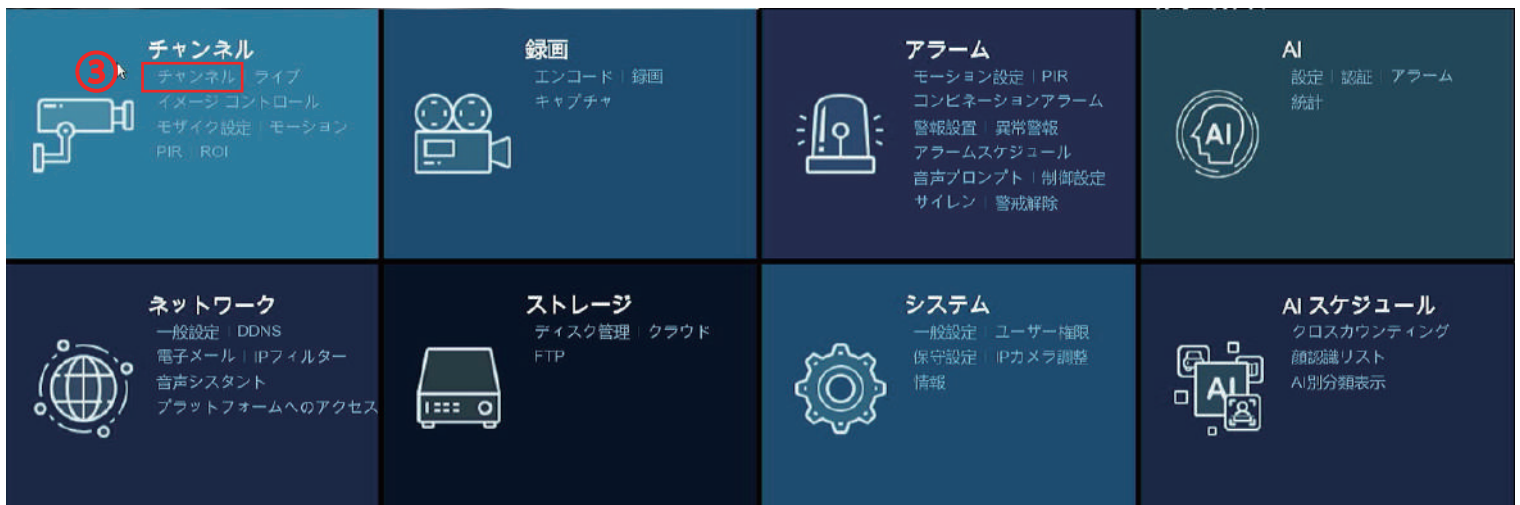 チャンネル
③
チャンネル | ライブ
イメージ コントロール
モザイク設定 | モーション
PIR | ROI
録画
エンコード | 録画
キャプチャ
アラーム
モーション設定 | PIR
コンビネーションアラーム
警報設置 | 異常警報
アラームスケジュール
音声プロンプト | 制御設定
サイレン | 警戒解除
AI
設定 | 認証 | アラーム
統計
AI
ネットワーク
一般設定 | DDNS
電子メール | IPフィルター
音声シスタント
プラットフォームへのアクセス
ストレージ
ディスク管理 | クラウド
FTP
システム
一般設定 | ユーザー権限
保守設定 | IPカメラ調整
情報
AI スケジュール
クロスカウンティング
顔認識リスト
AI別分類表示
AI